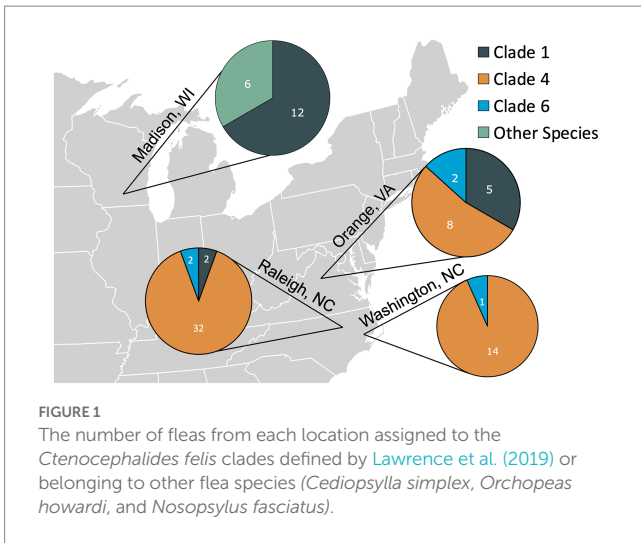 Clade 1
Clade 4
Clade 6
Other Species
Madison, WI
6
12
Orange, VA
2
5
8
Raleigh, NC
2
2
32
Washington, NC
1
14
FIGURE 1
The number of fleas from each location assigned to the
Ctenocephalides felis clades defined by Lawrence et al. (2019) or
belonging to other flea species (Cediopsylla simplex, Orchopeas
howardi, and Nosopsylus fasciatus).